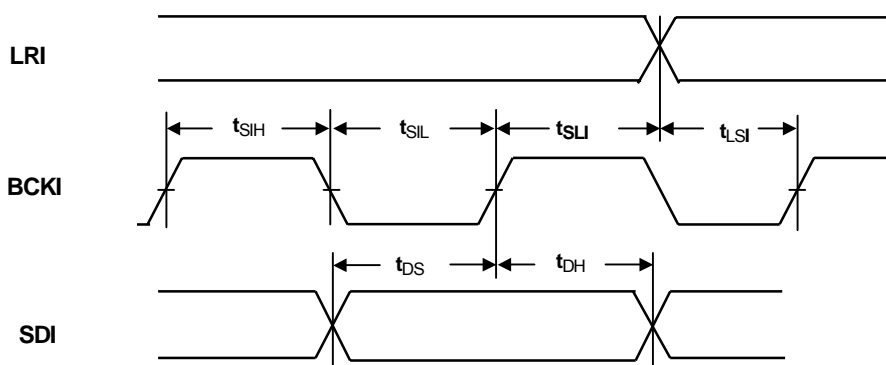 LRI
tSIH tSIL tSLI tLSI
BCKI
tDS tDH
SDI